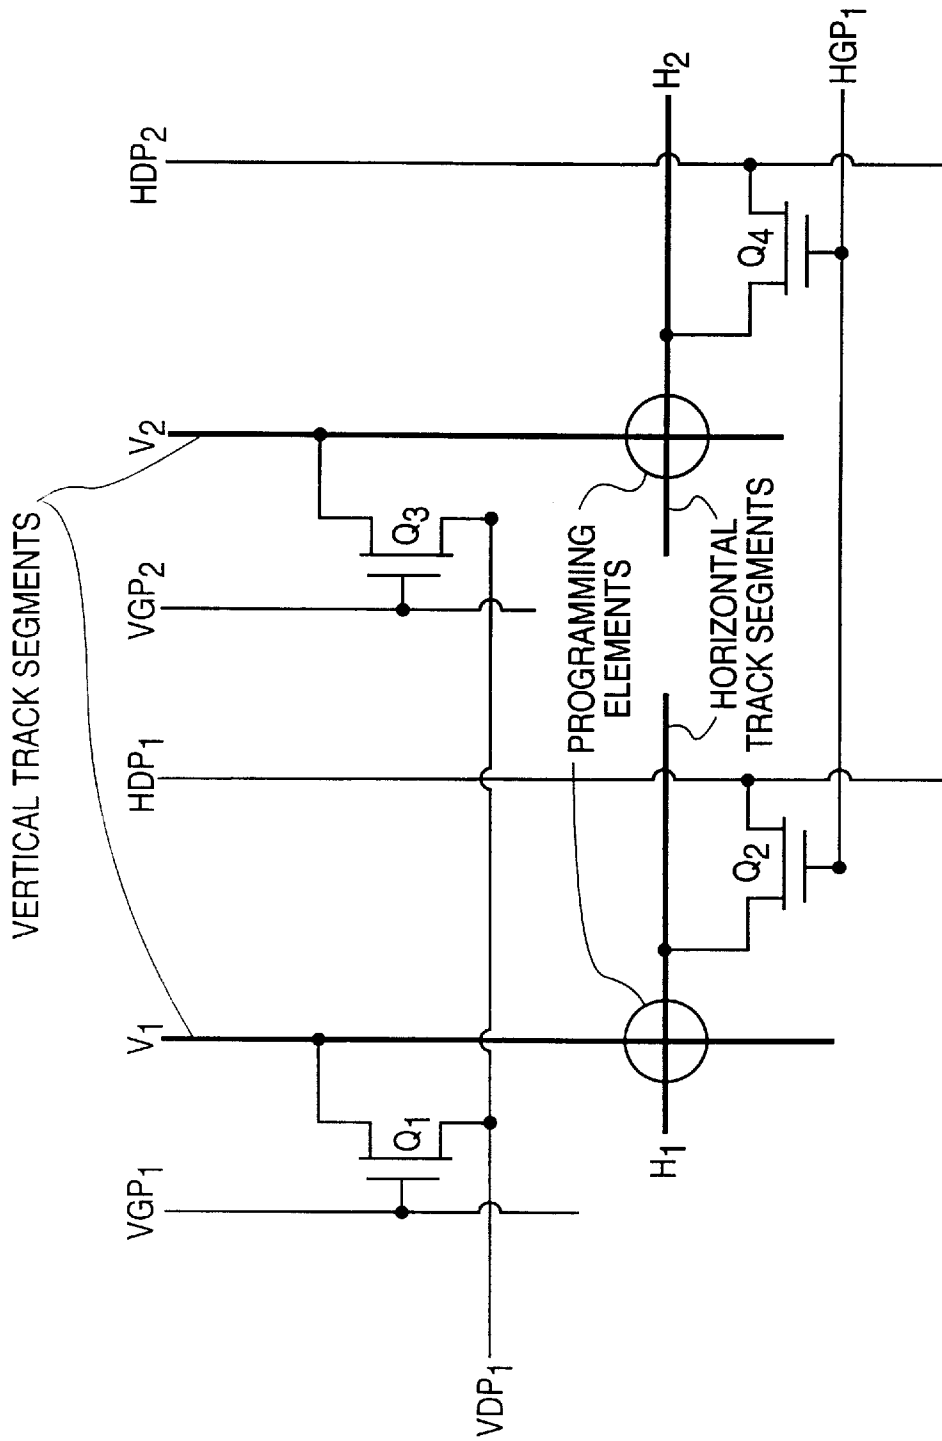 VERTICAL TRACK SEGMENTS
VGP1
V1
HDP1
VGP2
V2
HDP2
Q1
Q3
VDP1
PROGRAMMING
ELEMENTS
H1
H2
HORIZONTAL
TRACK SEGMENTS
Q2
Q4
HGP1